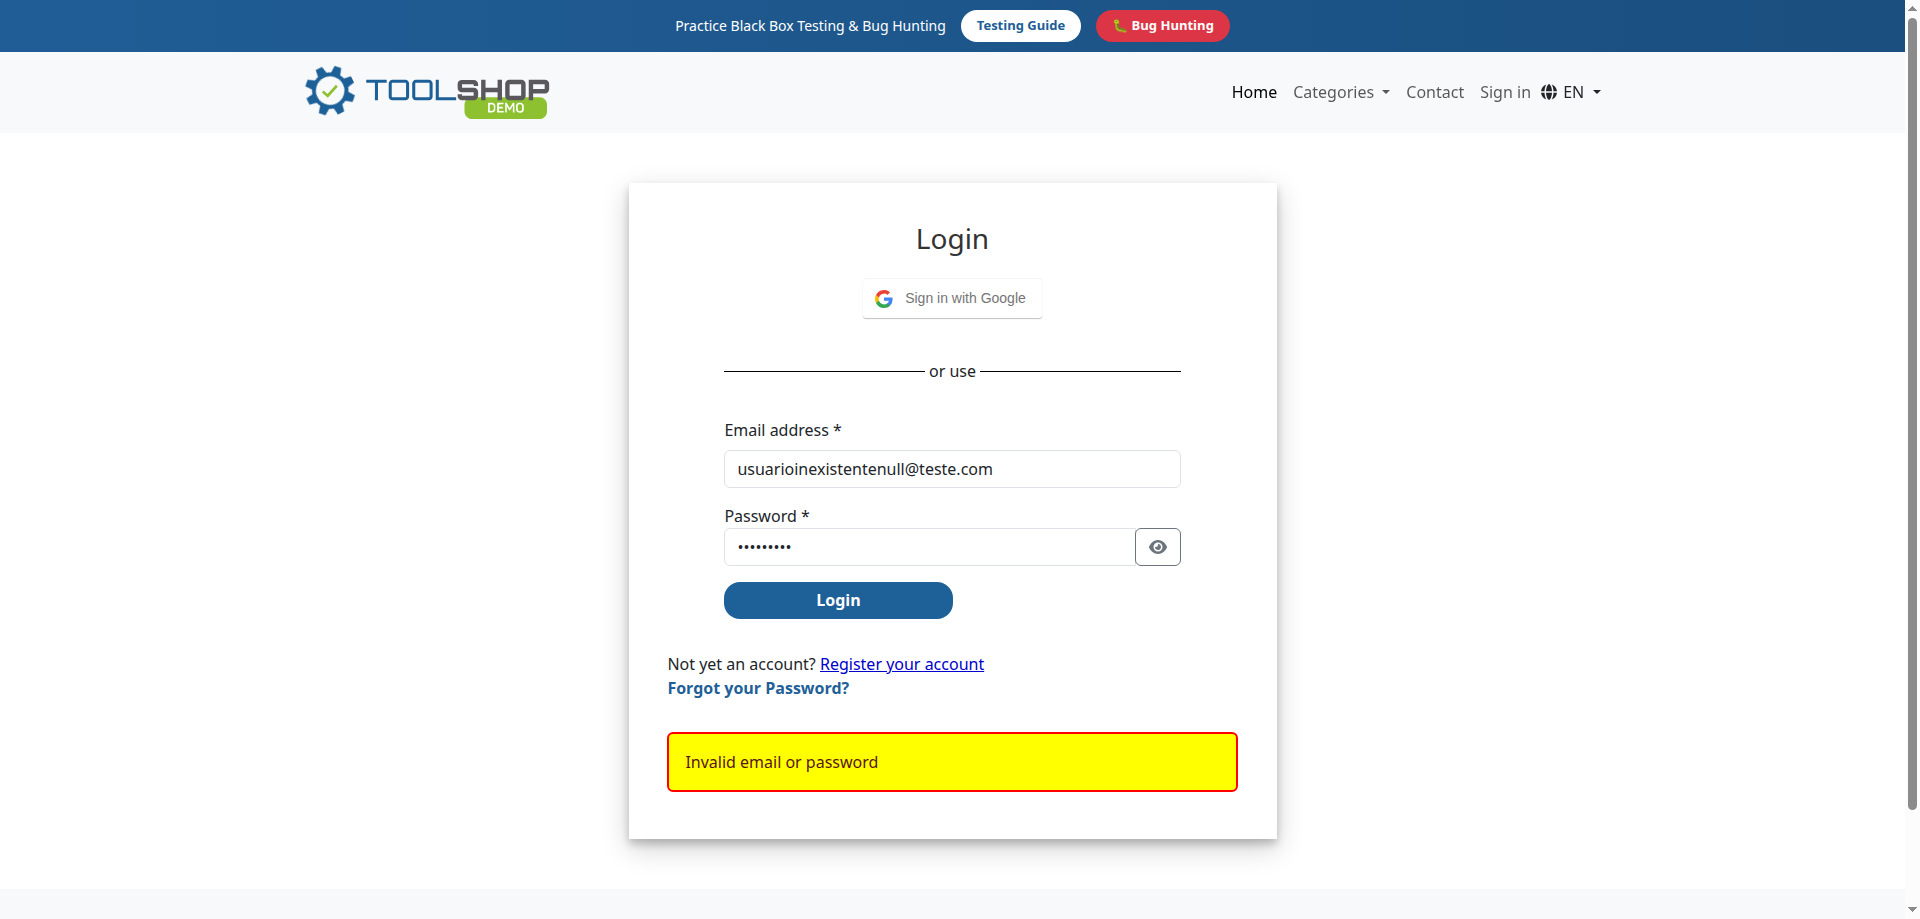 Practice Black Box Testing & Bug Hunting Testing Guide Bug Hunting
TOOLSHOP
DEMO
Home Categories Contact Sign in EN
Login
Sign in with Google
or use
Email address *
usuarioinexistentenull@teste.com
Password *
•••••••••
Login
Not yet an account? Register your account
Forgot your Password?
Invalid email or password